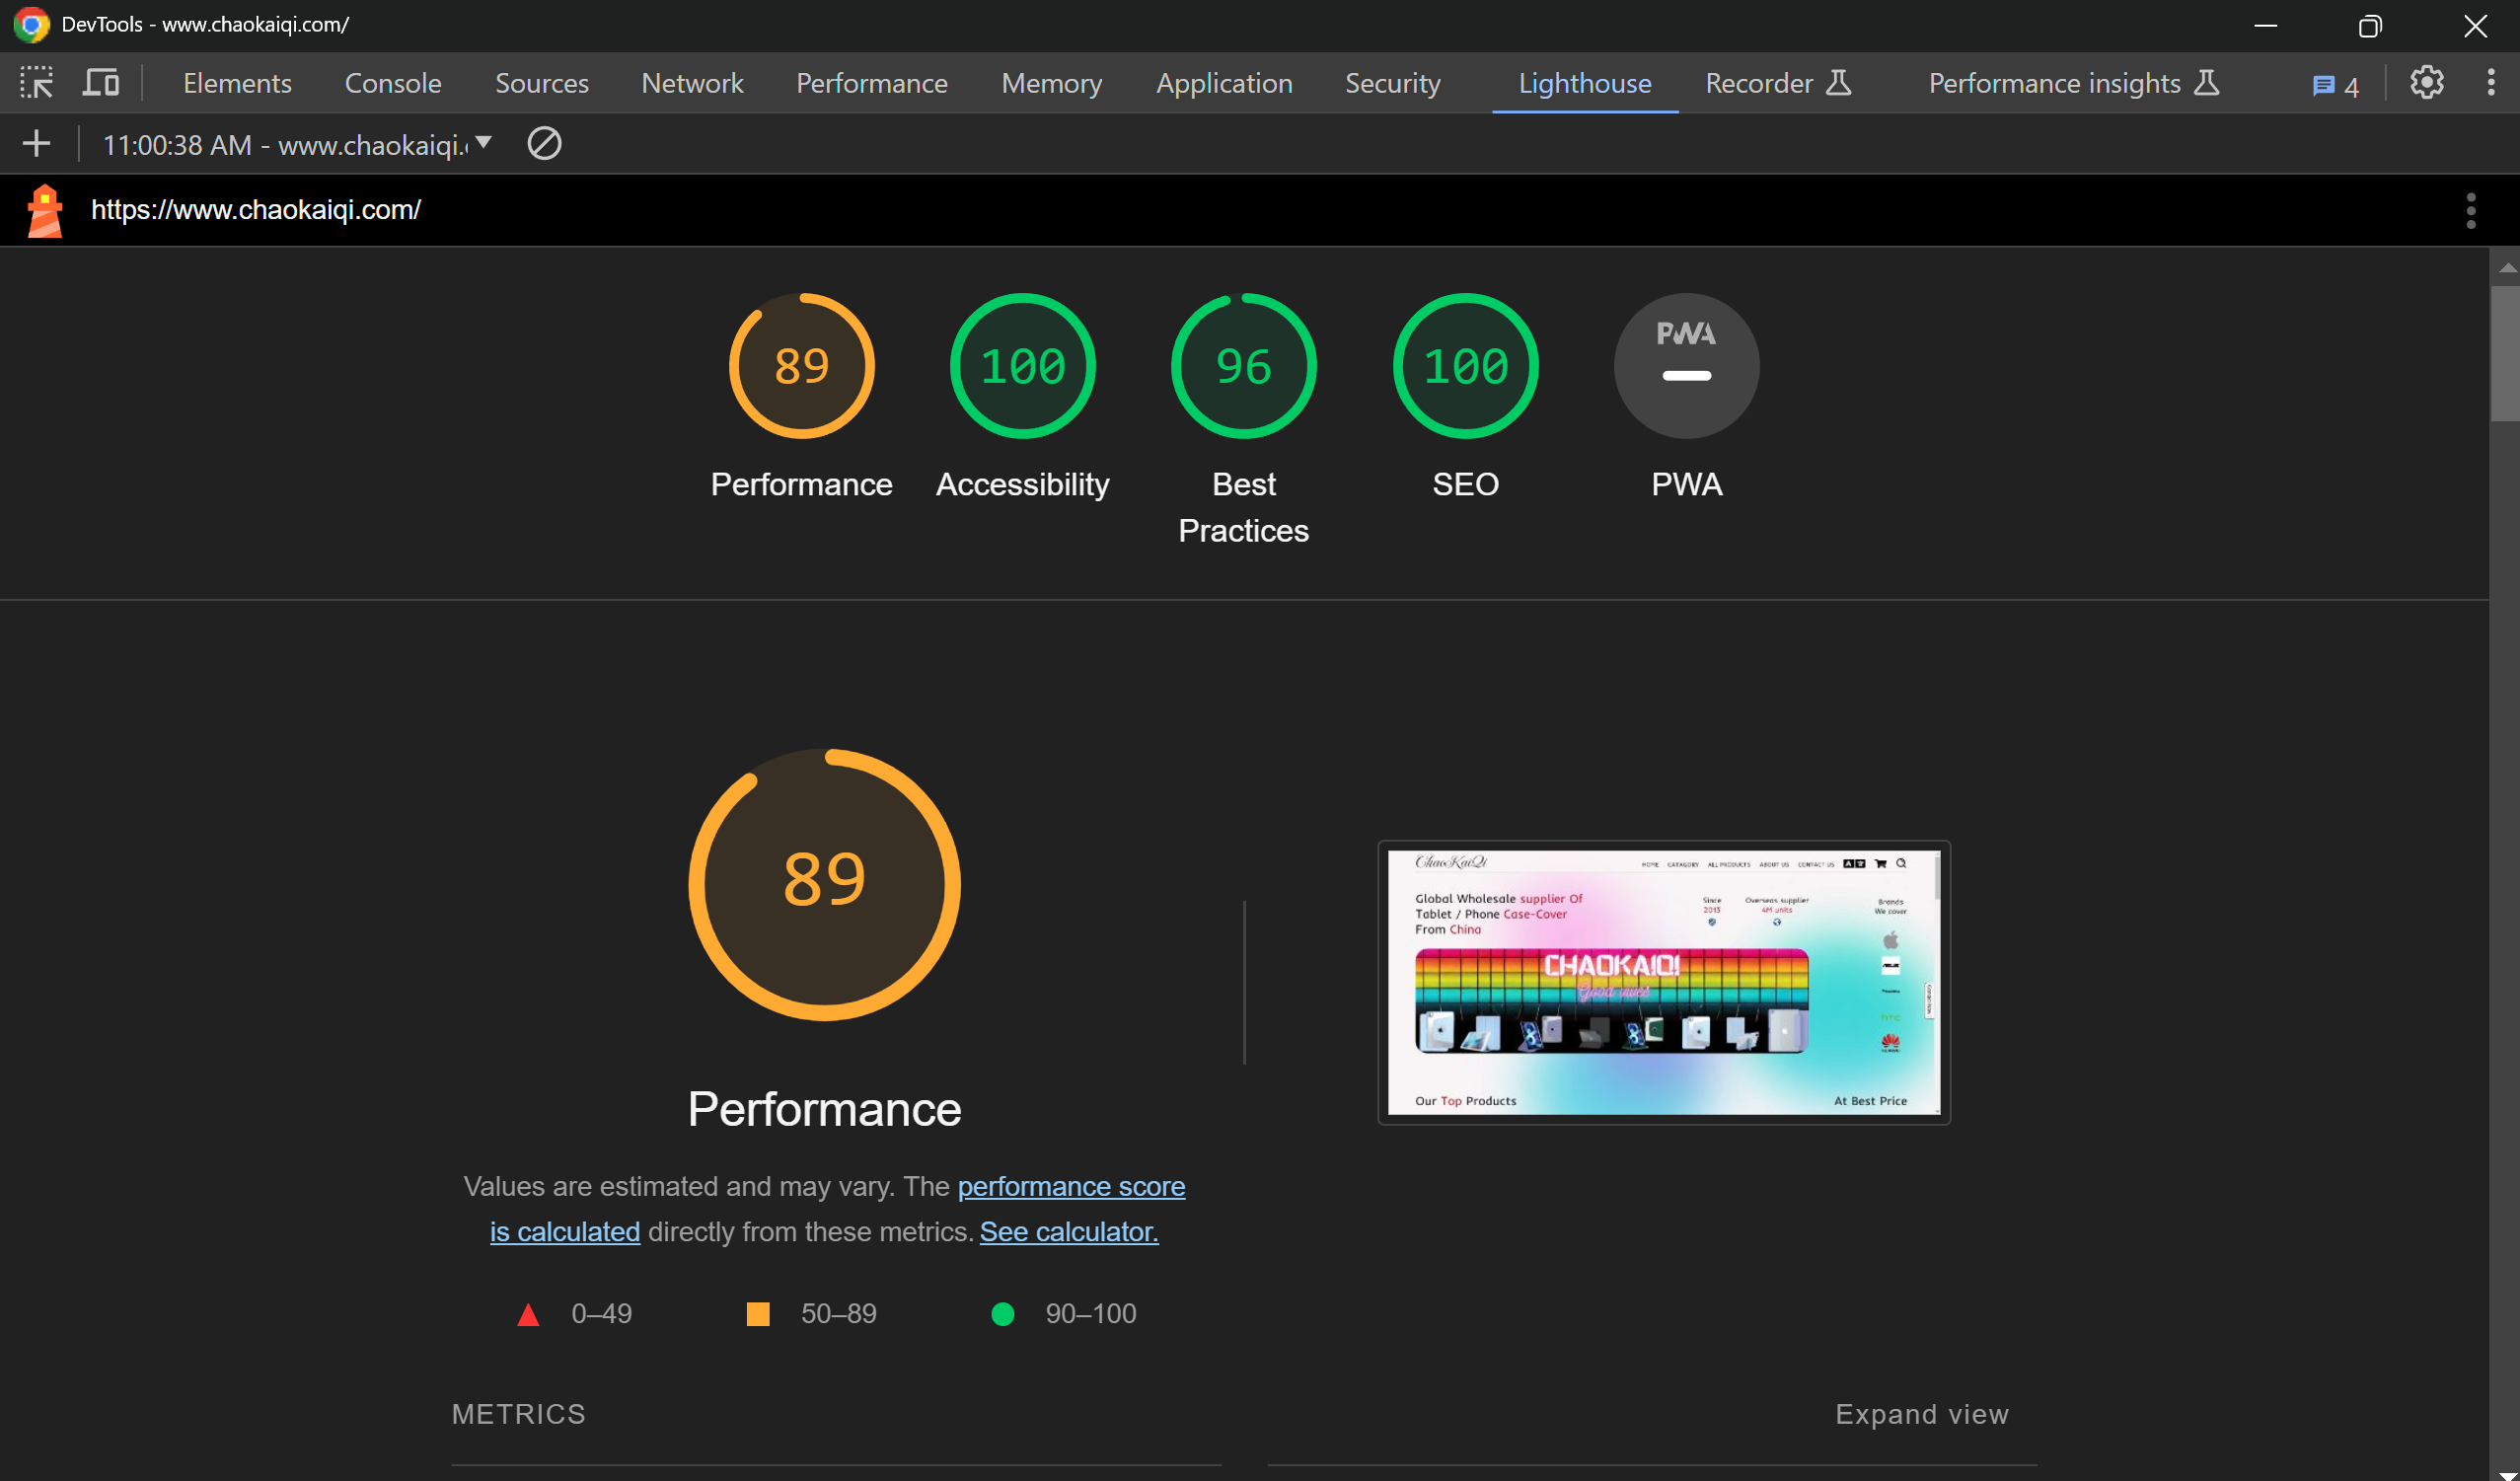 DevTools - www.chaokaiqi.com/
Elements Console Sources Network Performance Memory Application Security Lighthouse Recorder Performance insights 4
11:00:38 AM - www.chaokaiqi.
https://www.chaokaiqi.com/
89 100 96 100 PWA
Performance Accessibility Best Practices SEO PWA
89
Performance
Values are estimated and may vary. The performance score
is calculated directly from these metrics. See calculator.
0–49 50–89 90–100
METRICS
Expand view
ChaoKaiQi
HOME CATAGORY ALL PRODUCTS ABOUT US CONTACT US
Global Wholesale supplier Of
Tablet / Phone Case-Cover
From China
Since
2013
Overseas supplier
4M units
Brands
We cover
CHAOKAIQI
Good vibes
ASUS
HTC
Our Top Products
At Best Price